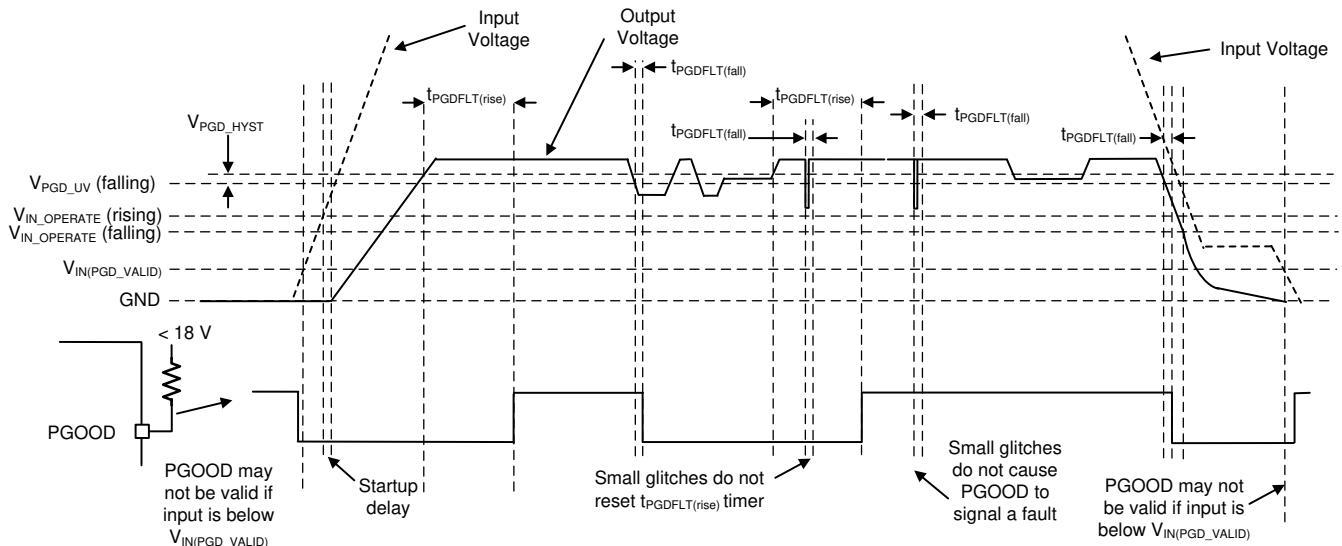 Input
Voltage
Output
Voltage
Input Voltage
tPGDFLT(fall)
tPGDFLT(rise)
tPGDFLT(rise)
tPGDFLT(fall)
tPGDFLT(fall)
tPGDFLT(fall)
VPGD_HYST
VPGD_UV (falling)
VIN_OPERATE (rising)
VIN_OPERATE (falling)
VIN(PGD_VALID)
GND
< 18 V
PGOOD
PGOOD may
not be valid if
input is below
VIN(PGD_VALID)
Startup
delay
Small glitches do not
reset tPGDFLT(rise) timer
Small glitches
do not cause
PGOOD to
signal a fault
PGOOD may not
be valid if input is
below VIN(PGD_VALID)